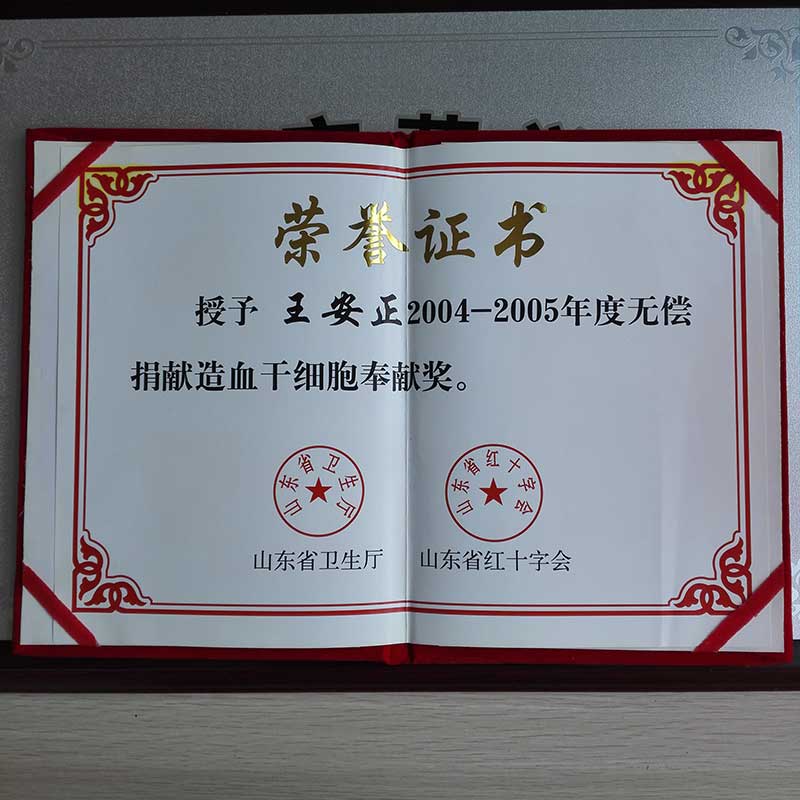 荣誉证书
授予 王安正2004-2005年度无偿
捐献造血干细胞奉献奖。
山东省卫生厅
山东省红十字会
山东省卫生厅
山东省红十字会